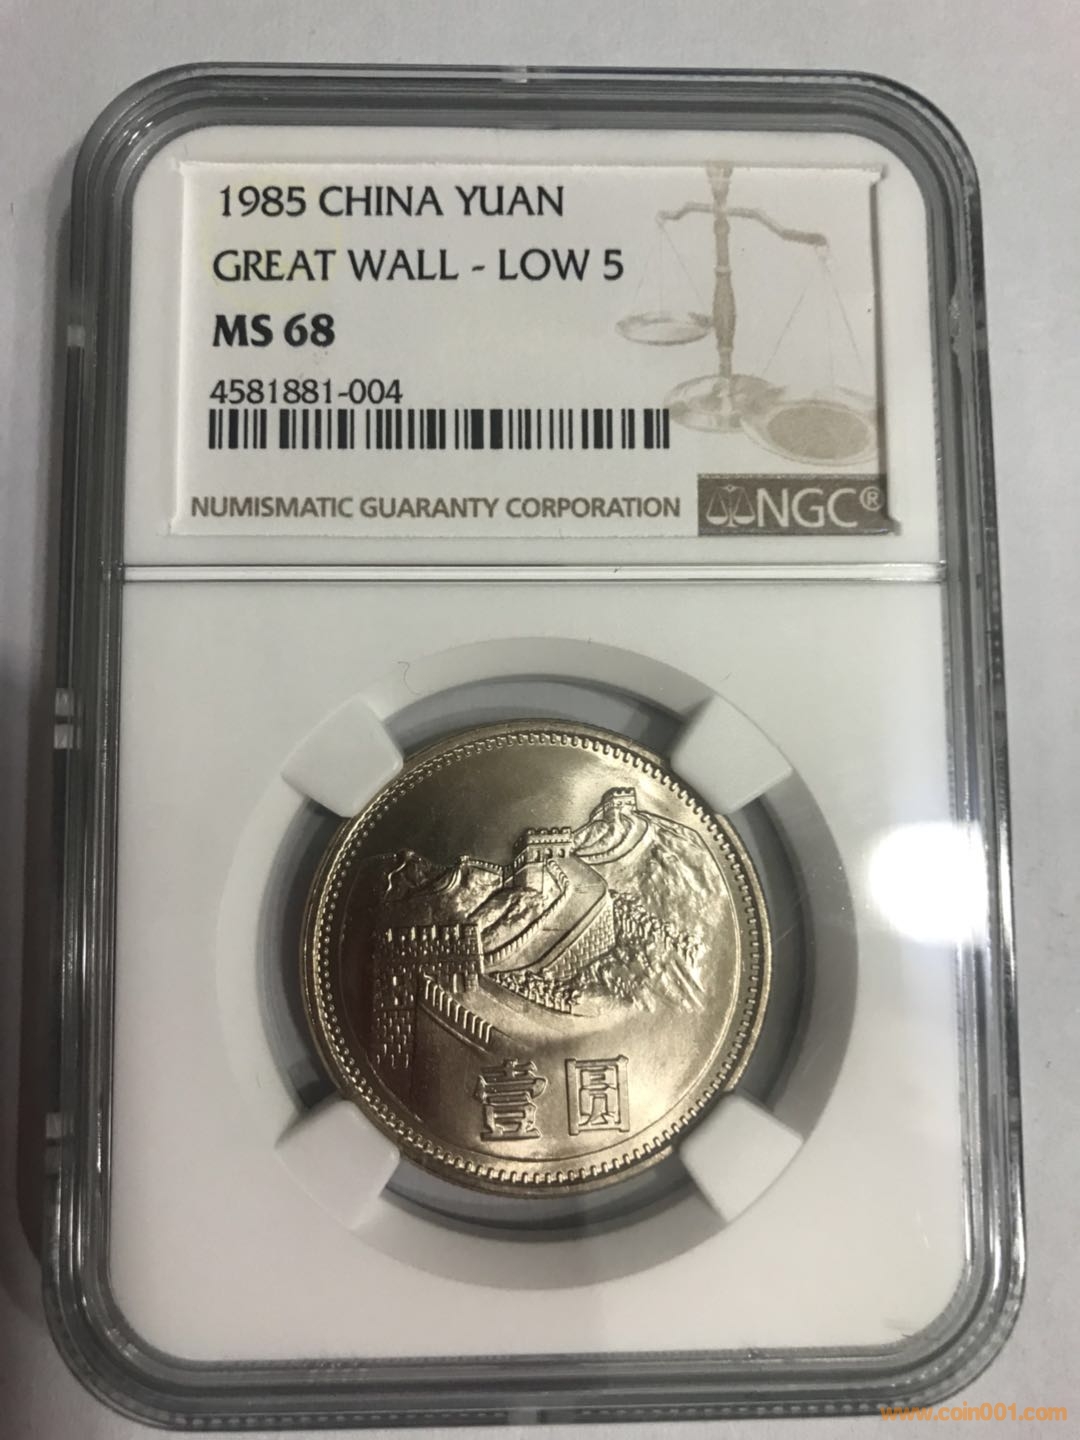 1985 CHINA YUAN
GREAT WALL - LOW 5
MS 68
4581881-004
NUMISMATIC GUARANTY CORPORATION
NGC®
壹圆
www.coin001.com